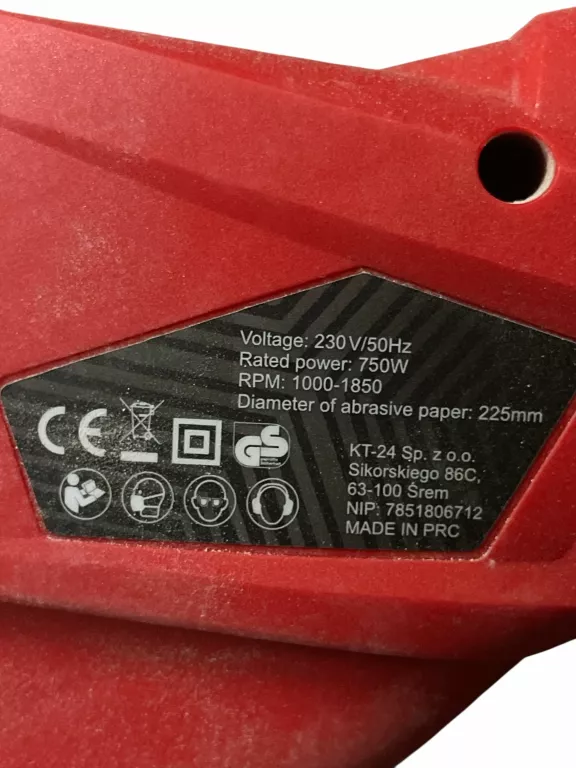 Voltage: 230V/50Hz
Rated power: 750W
RPM: 1000-1850
Diameter of abrasive paper: 225mm
CE
GS
KT-24 Sp. z o.o.
Sikorskiego 86C,
63-100 Śrem
NIP: 7851806712
MADE IN PRC